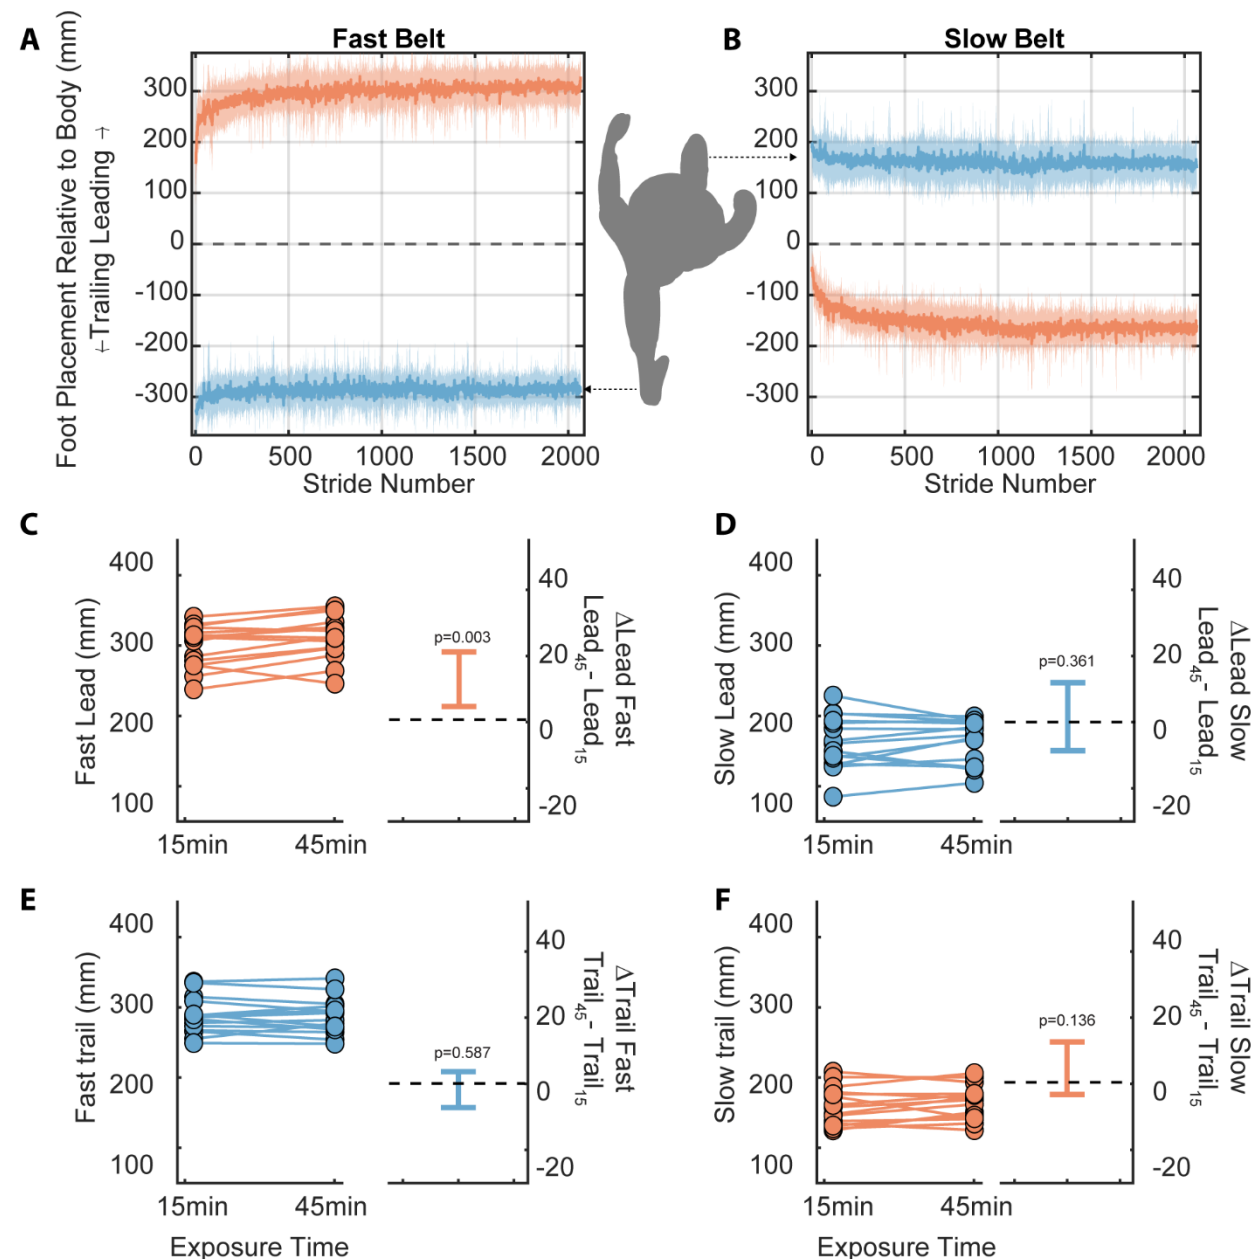 A
Fast Belt
B
Slow Belt
Foot Placement Relative to Body (mm)
←Trailing Leading →
300
200
100
0
-100
-200
-300
0 500 1000 1500 2000
Stride Number
300
200
100
0
-100
-200
-300
0 500 1000 1500 2000
Stride Number
C
Fast Lead (mm)
400
300
200
100
15min 45min
p=0.003
40
20
0
-20
ΔLead Fast
Lead45- Lead15
D
Slow Lead (mm)
400
300
200
100
15min 45min
p=0.361
40
20
0
-20
ΔLead Slow
Lead45- Lead15
E
Fast trail (mm)
400
300
200
100
15min 45min
Exposure Time
p=0.587
40
20
0
-20
ΔTrail Fast
Trail45 - Trail15
F
Slow trail (mm)
400
300
200
100
15min 45min
Exposure Time
p=0.136
40
20
0
-20
ΔTrail Slow
Trail45 - Trail15